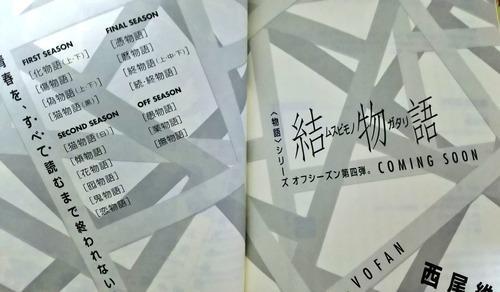 青春を、す・べ・て・読むまで終われない
FIRST SEASON
[化物語(上・下)]
[傷物語]
[偽物語(上・下)]
[猫物語(黒)]
SECOND SEASON
[猫物語(白)]
[傾物語]
[花物語]
[囮物語]
[鬼物語]
[恋物語]
FINAL SEASON
[憑物語]
[暦物語]
[終物語(上・中・下)]
[続・終物語]
OFF SEASON
[愚物語]
[業物語]
[撫物語]
結物語
ムスビモノガタリ
〈物語〉シリーズ オフシーズン第四弾。
COMING SOON
VOFAN
西尾維